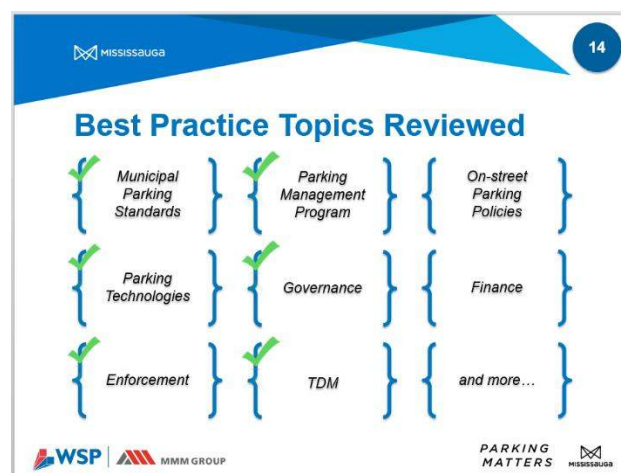 MISSISSAUGA
14
Best Practice Topics Reviewed
Municipal
Parking
Standards
Parking
Management
Program
On-street
Parking
Policies
Parking
Technologies
Governance
Finance
Enforcement
TDM
and more…
WSP
MMM GROUP
PARKING
MATTERS
MISSISSAUGA